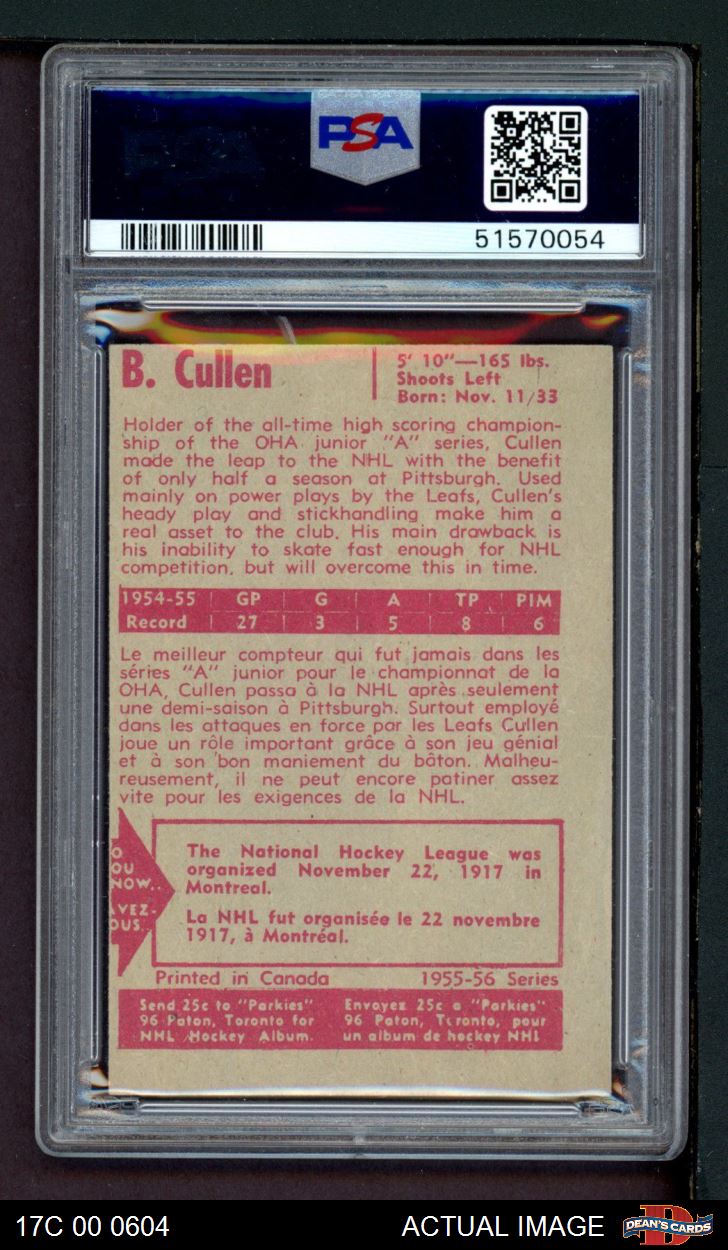 PSA
51570054
B. Cullen
5' 10"—165 lbs.
Shoots Left
Born: Nov. 11/33
Holder of the all-time high scoring champion-
ship of the OHA junior "A" series, Cullen
made the leap to the NHL with the benefit
of only half a season at Pittsburgh. Used
mainly on power plays by the Leafs, Cullen's
heady play and stickhandling make him a
real asset to the club. His main drawback is
his inability to skate fast enough for NHL
competition, but will overcome this in time.
1954-55 GP G A TP PIM
Record 27 3 5 8 6
Le meilleur compteur qui fut jamais dans les
séries "A" junior pour le championnat de la
OHA, Cullen passa à la NHL après seulement
une demi-saison à Pittsburgh. Surtout employé
dans les attaques en force par les Leafs Cullen
joue un rôle important grâce à son jeu génial
et à son bon maniement du bâton. Malheu-
reusement, il ne peut encore patiner assez
vite pour les exigences de la NHL.
O
OU
NOW..
VEZ-
OUS.
The National Hockey League was
organized November 22, 1917 in
Montreal.
La NHL fut organisée le 22 novembre
1917, à Montréal.
Printed in Canada 1955-56 Series
Send 25c to "Parkies"
96 Paton, Toronto for
NHL Hockey Album.
Envoyez 25c a "Parkies"
96 Paton, Toronto, pour
un album de hockey NHL
17C 00 0604 ACTUAL IMAGE
DEAN'S CARDS